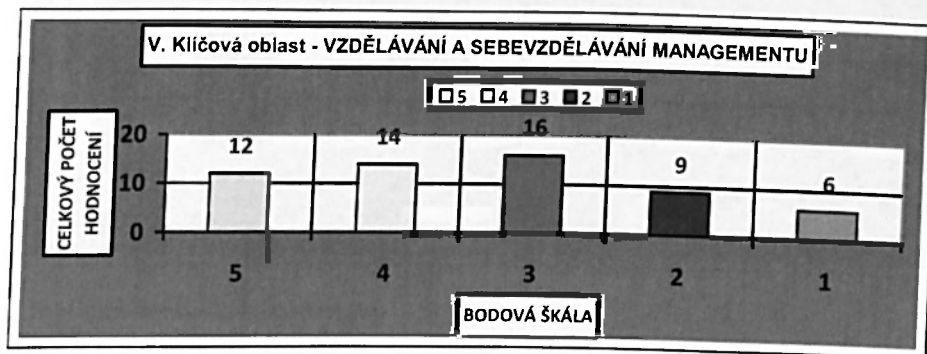 V. Klíčová oblast - VZDĚLÁVÁNÍ A SEBEVZDĚLÁVÁNÍ MANAGEMENTU
5 4 3 2 1
CELKOVÝ POČET
HODNOCENÍ
20
10
0
12
14
16
9
6
5 4 3 2 1
BODOVÁ ŠKÁLA